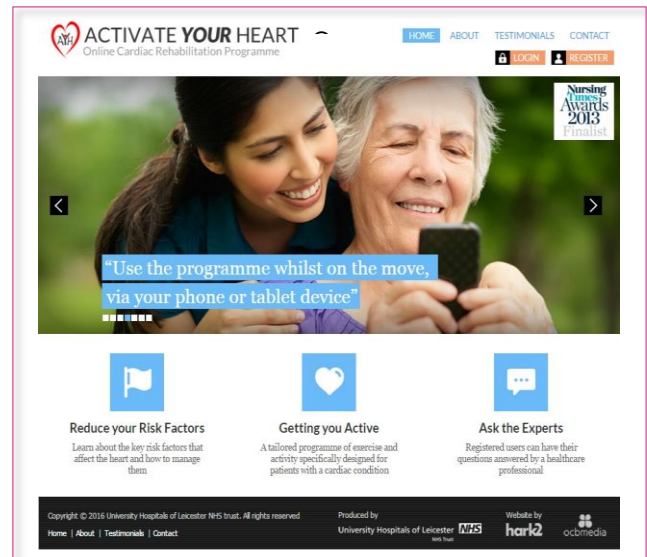 AYH
ACTIVATE YOUR HEART
Online Cardiac Rehabilitation Programme
HOME ABOUT TESTIMONIALS CONTACT
LOGIN REGISTER
Nursing
Times
Awards
2013
Finalist
“Use the programme whilst on the move,
via your phone or tablet device”
Reduce your Risk Factors
Learn about the key risk factors that
affect the heart and how to manage
them
Getting you Active
A tailored programme of exercise and
activity specifically designed for
patients with a cardiac condition
Ask the Experts
Registered users can have their
questions answered by a healthcare
professional
Copyright © 2016 University Hospitals of Leicester NHS trust. All rights reserved
Home | About | Testimonials | Contact
Produced by
University Hospitals of Leicester NHS
NHS Trust
Website by
hark2
ocbmedia